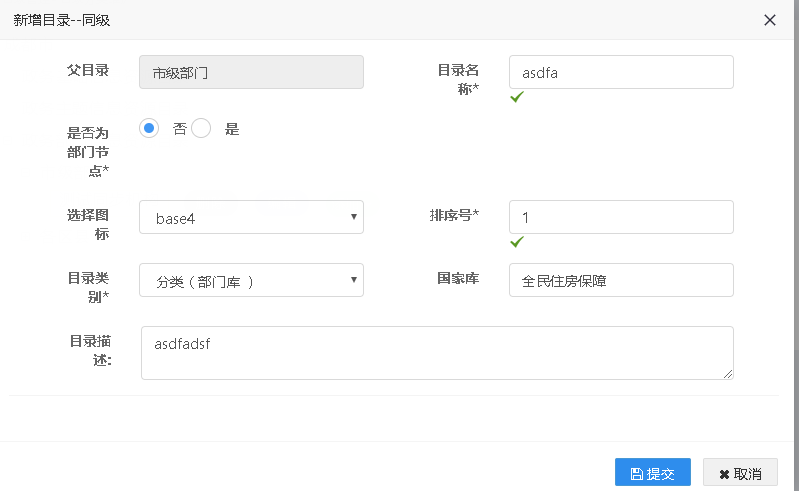 新增目录--同级
父目录
市级部门
目录名
称*
asdfa
是否为
部门节
点*
否
是
选择图
标
base4
排序号*
1
目录类
别*
分类（部门库 ）
国家库
全民住房保障
目录描
述:
asdfadsf
提交
取消